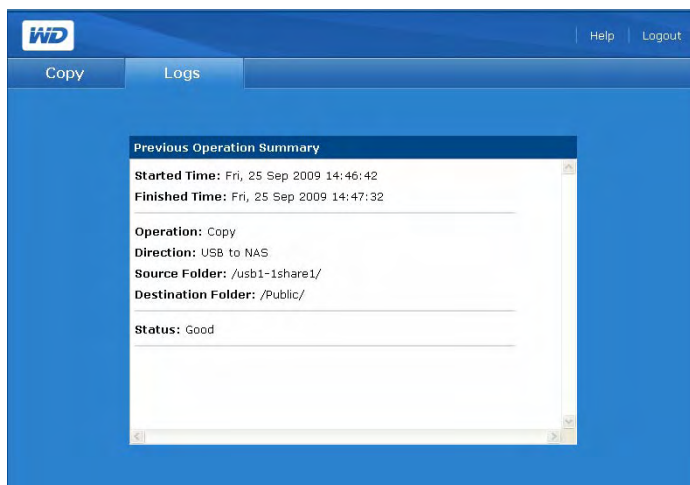 WD
Help
Logout
Copy
Logs
Previous Operation Summary
Started Time: Fri, 25 Sep 2009 14:46:42
Finished Time: Fri, 25 Sep 2009 14:47:32
Operation: Copy
Direction: USB to NAS
Source Folder: /usb1-1share1/
Destination Folder: /Public/
Status: Good